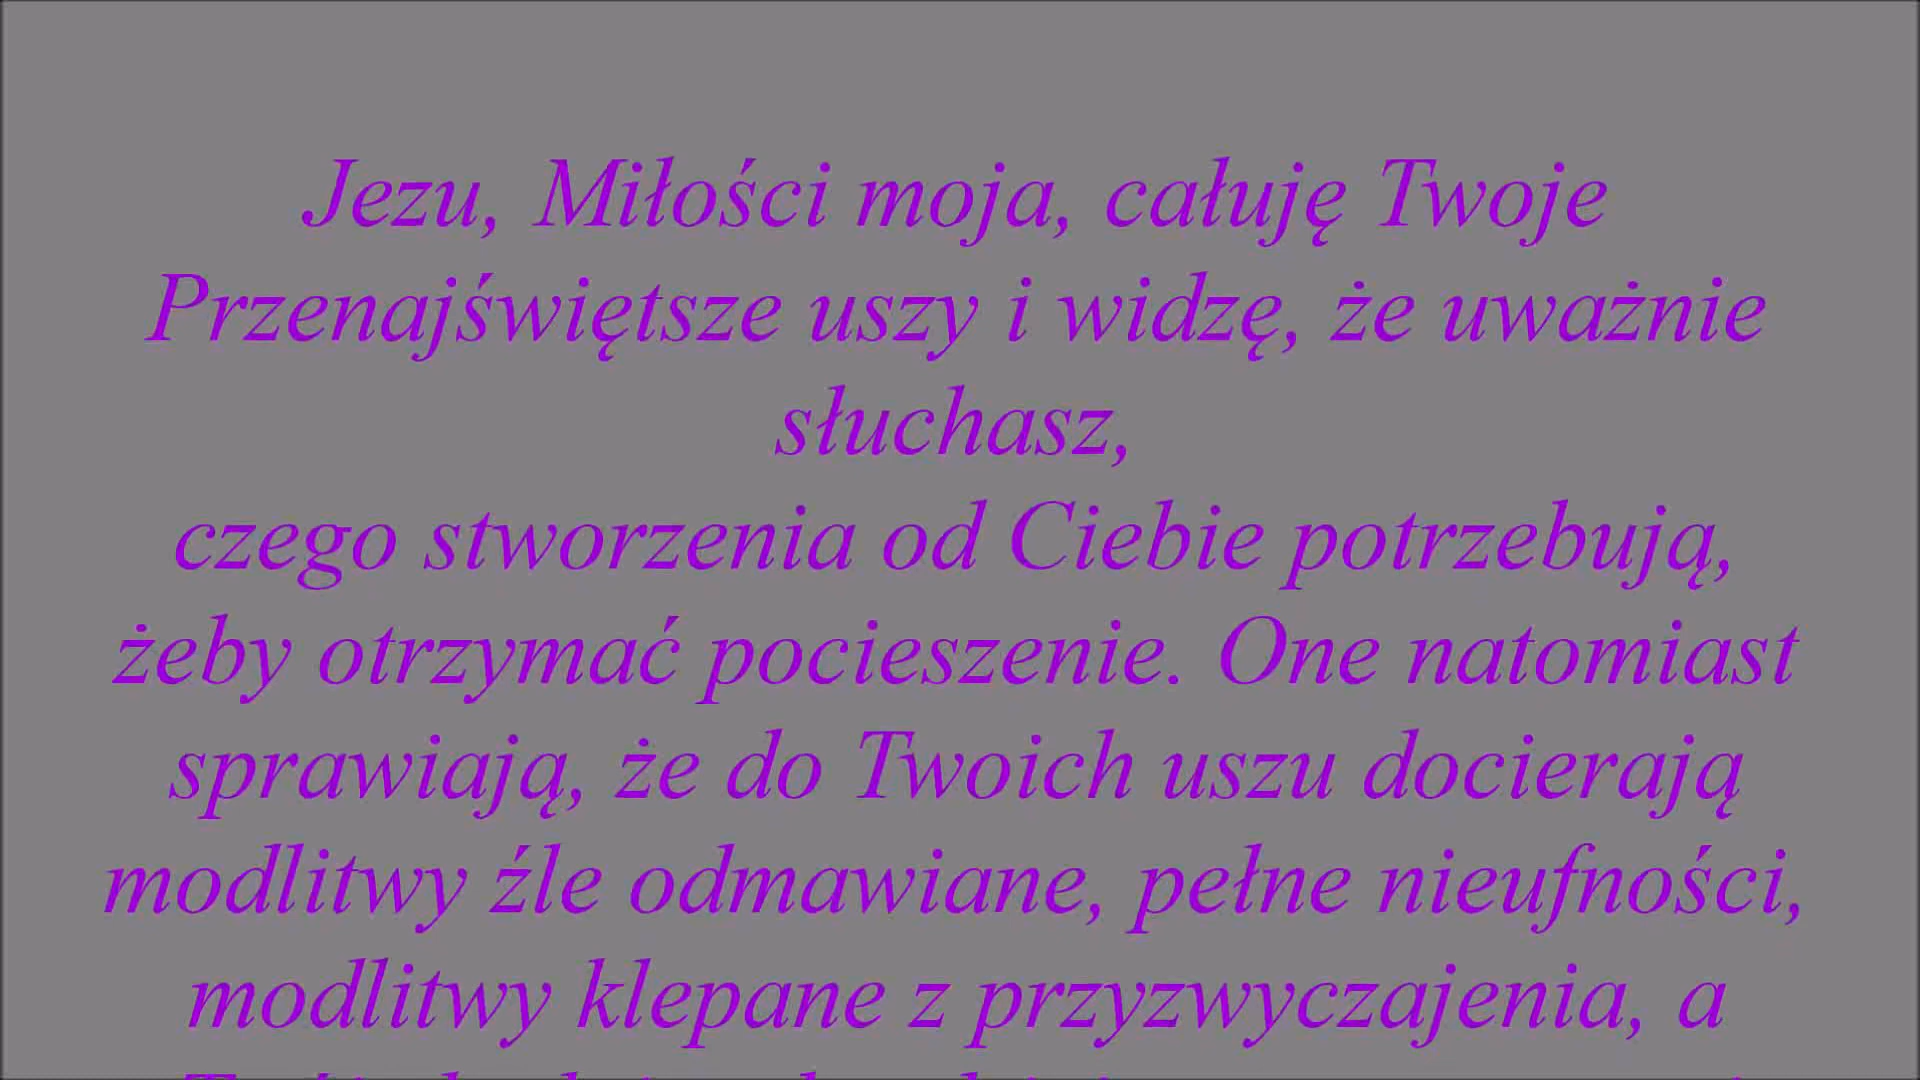 Jezu, Miłości moja, całuję Twoje
Przenajświętsze uszy i widzę, że uważnie
słuchasz,
czego stworzenia od Ciebie potrzebują,
żeby otrzymać pocieszenie. One natomiast
sprawiają, że do Twoich uszu docierają
modlitwy źle odmawiane, pełne nieufności,
modlitwy klepane z przyzwyczajenia, a